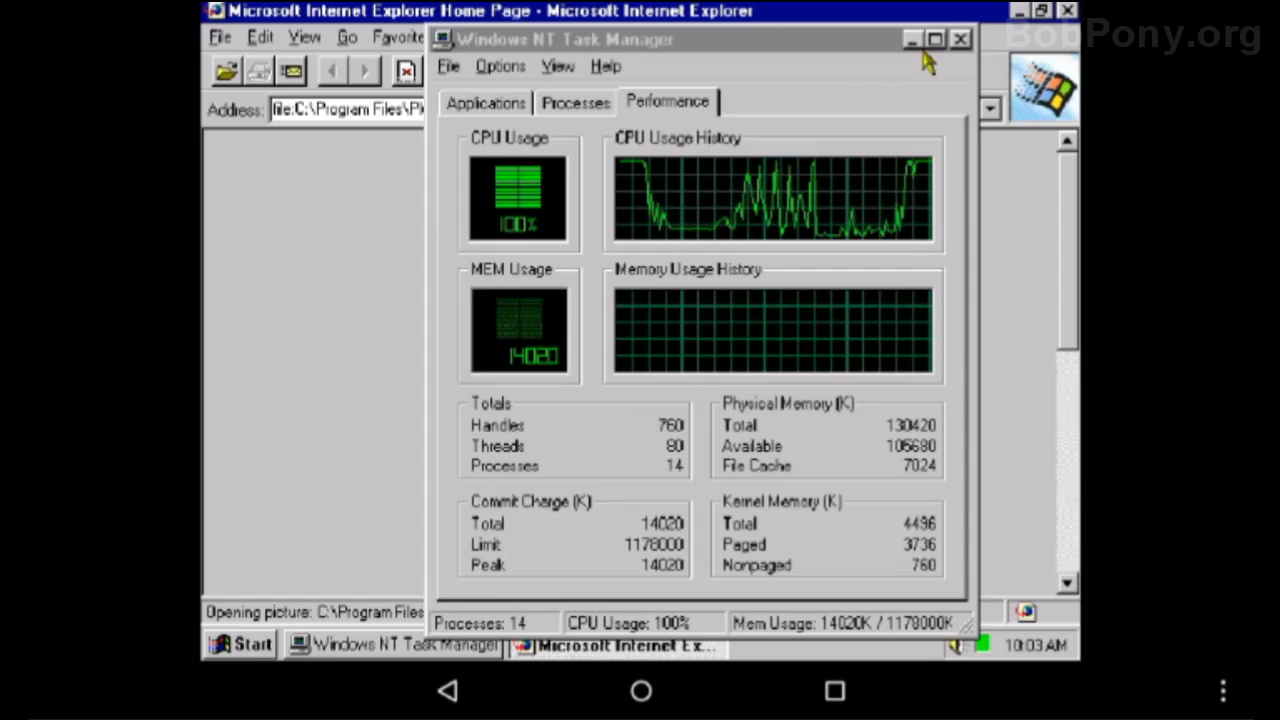 Microsoft Internet Explorer Home Page - Microsoft Internet Explorer
BobPony.org
File Edit View Go Favorite
Windows NT Task Manager
File Options View Help
Address: file:C:\Program Files\Pl
Applications Processes Performance
CPU Usage CPU Usage History
100%
MEM Usage Memory Usage History
14020
Totals Physical Memory (K)
Handles 760 Total 130420
Threads 80 Available 106680
Processes 14 File Cache 7024
Commit Charge (K) Kernel Memory (K)
Total 14020 Total 4496
Limit 1178000 Paged 3736
Peak 14020 Nonpaged 760
Opening picture: C:\Program Files
Processes: 14 CPU Usage: 100% Mem Usage: 14020K / 1178000K
Start Windows NT Task Manager Microsoft Internet Ex... 10:03 AM